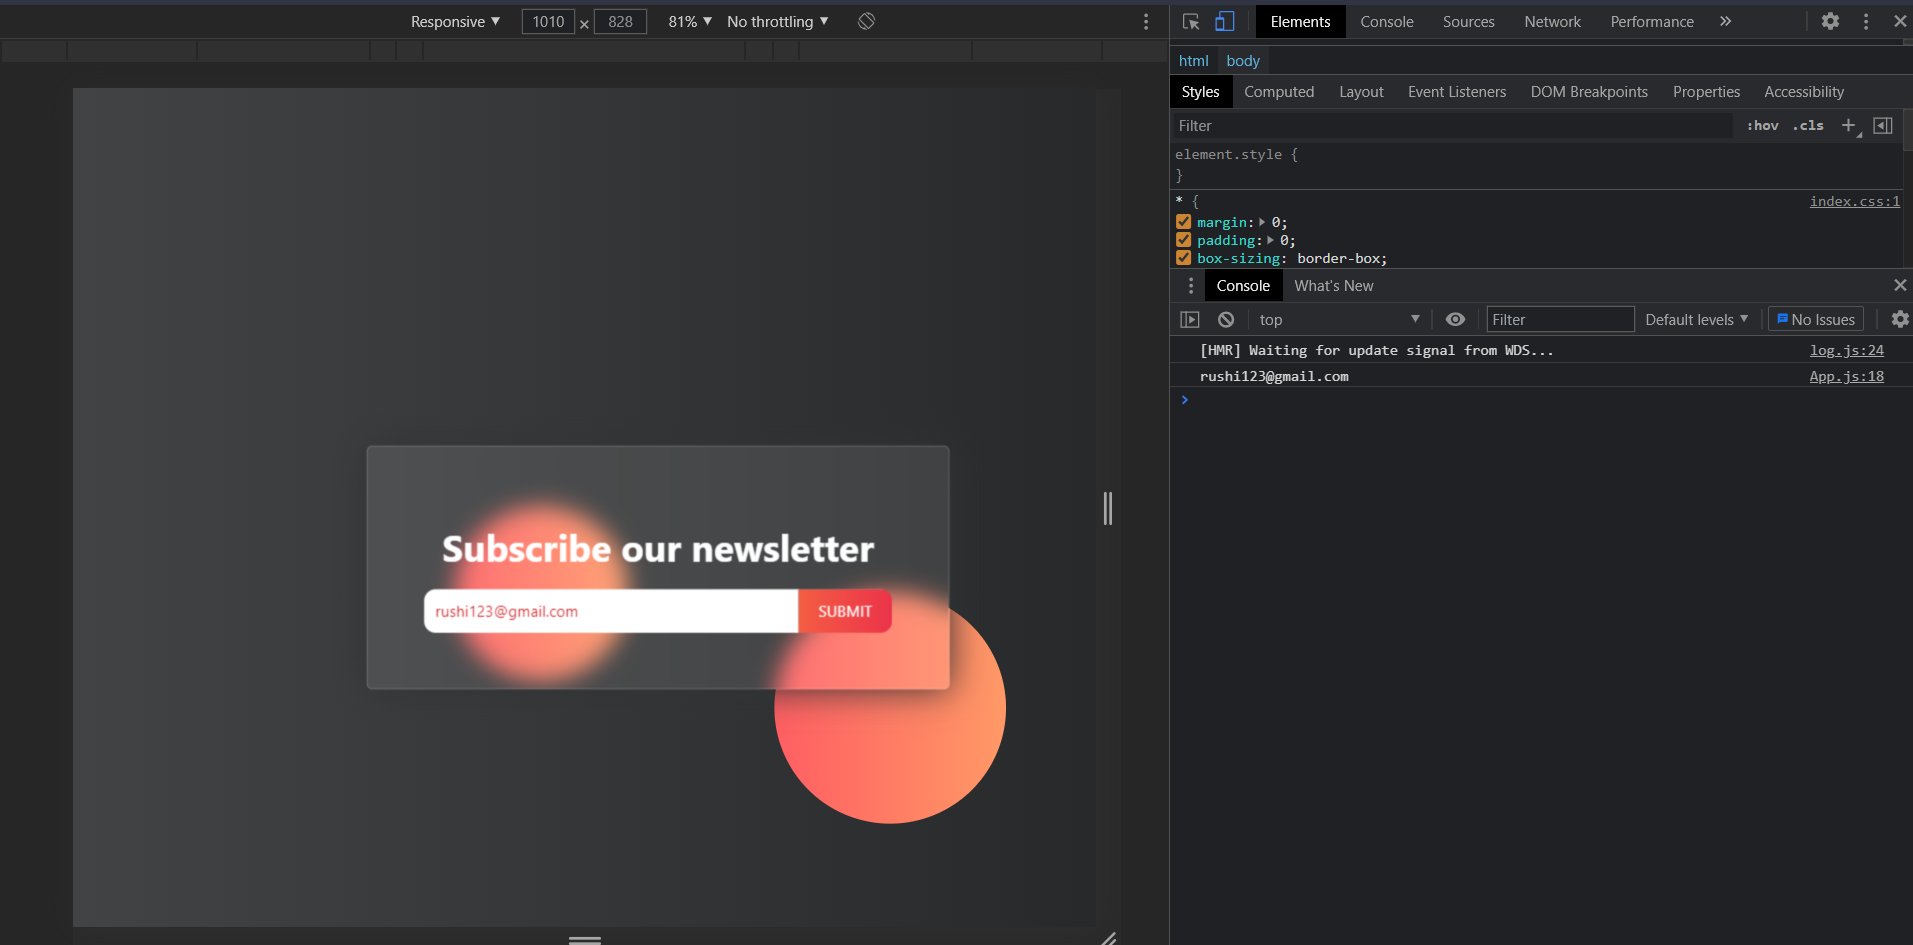 Responsive ▼ 1010 × 828 81% ▼ No throttling ▼
Elements Console Sources Network Performance »
html body
Styles Computed Layout Event Listeners DOM Breakpoints Properties Accessibility
Filter :hov .cls +
element.style {
}
* { index.css:1
margin: 0;
padding: 0;
box-sizing: border-box;
Console What's New
top ▼ Filter Default levels ▼ No Issues
[HMR] Waiting for update signal from WDS... log.js:24
rushi123@gmail.com App.js:18
>
Subscribe our newsletter
rushi123@gmail.com SUBMIT